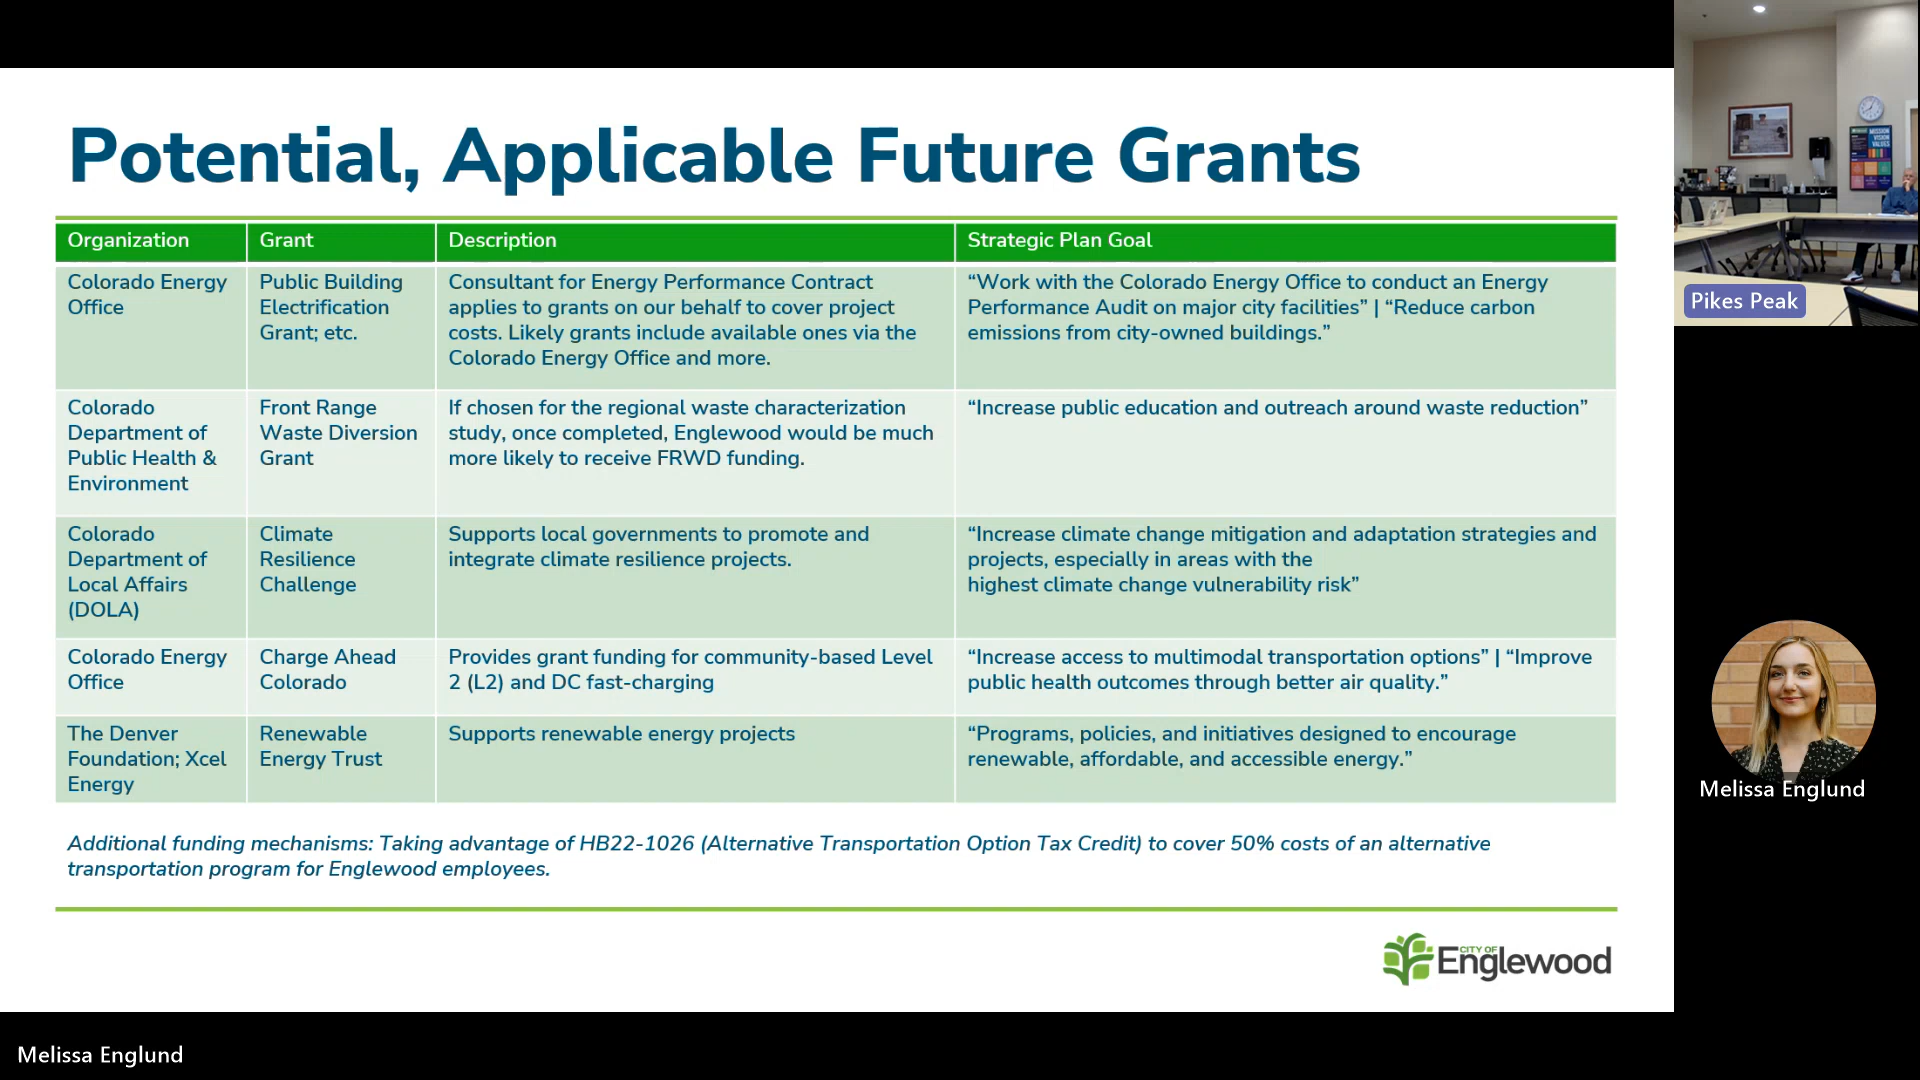 Potential, Applicable Future Grants
Organization
Grant
Description
Strategic Plan Goal
Colorado Energy
Office
Public Building
Electrification
Grant; etc.
Consultant for Energy Performance Contract
applies to grants on our behalf to cover project
costs. Likely grants include available ones via the
Colorado Energy Office and more.
“Work with the Colorado Energy Office to conduct an Energy
Performance Audit on major city facilities” | “Reduce carbon
emissions from city-owned buildings.”
Colorado
Department of
Public Health &
Environment
Front Range
Waste Diversion
Grant
If chosen for the regional waste characterization
study, once completed, Englewood would be much
more likely to receive FRWD funding.
“Increase public education and outreach around waste reduction”
Colorado
Department of
Local Affairs
(DOLA)
Climate
Resilience
Challenge
Supports local governments to promote and
integrate climate resilience projects.
“Increase climate change mitigation and adaptation strategies and
projects, especially in areas with the
highest climate change vulnerability risk”
Colorado Energy
Office
Charge Ahead
Colorado
Provides grant funding for community-based Level
2 (L2) and DC fast-charging
“Increase access to multimodal transportation options” | “Improve
public health outcomes through better air quality.”
The Denver
Foundation; Xcel
Energy
Renewable
Energy Trust
Supports renewable energy projects
“Programs, policies, and initiatives designed to encourage
renewable, affordable, and accessible energy.”
Additional funding mechanisms: Taking advantage of HB22-1026 (Alternative Transportation Option Tax Credit) to cover 50% costs of an alternative
transportation program for Englewood employees.
CITY OF
Englewood
MISSION
VISION
VALUES
Pikes Peak
Melissa Englund
Melissa Englund